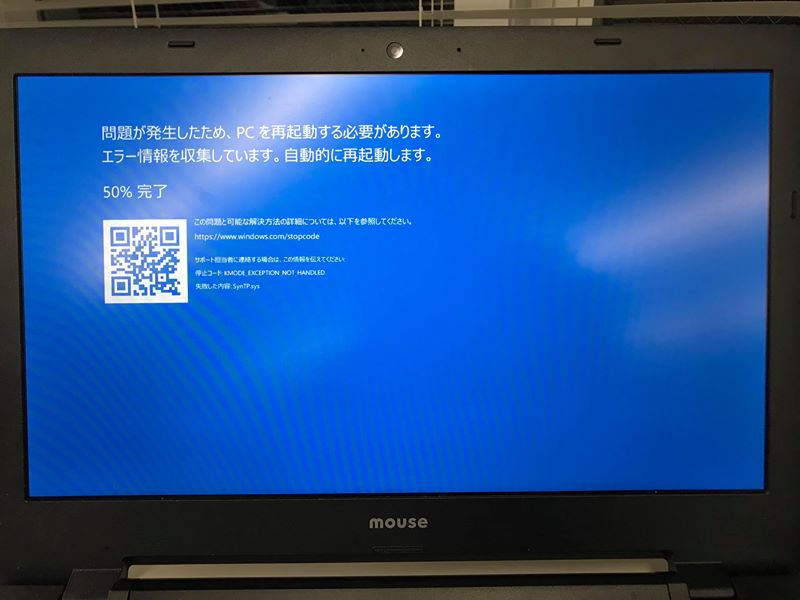 問題が発生したため、PC を再起動する必要があります。
エラー情報を収集しています。自動的に再起動します。
50% 完了
この問題と可能な解決方法の詳細については、以下を参照してください。
https://www.windows.com/stopcode
サポート担当者に連絡する場合は、この情報を伝えてください:
停止コード: KMODE_EXCEPTION_NOT_HANDLED
失敗した内容: SynTP.sys
mouse